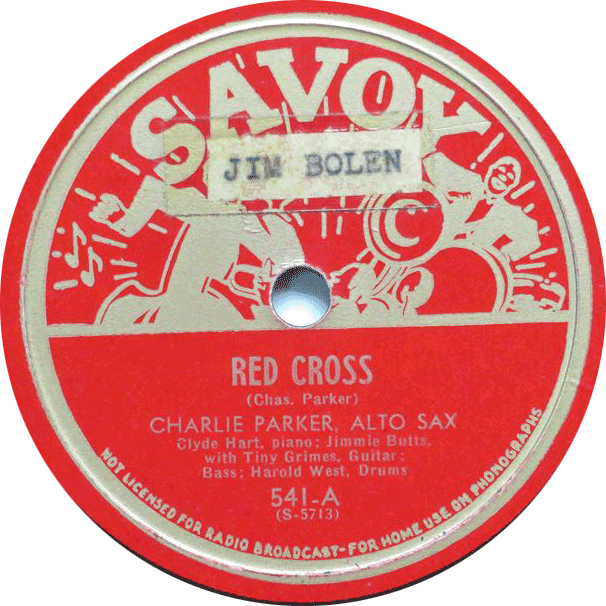 SAVOY
JIM BOLEN
C
RED CROSS
(Chas. Parker)
CHARLIE PARKER, ALTO SAX
Clyde Hart, piano; Jimmie Butts,
with Tiny Grimes, Guitar;
Bass; Harold West, Drums
541-A
(S-5713)
NOT LICENSED FOR RADIO BROADCAST-FOR HOME USE ON PHONOGRAPHS